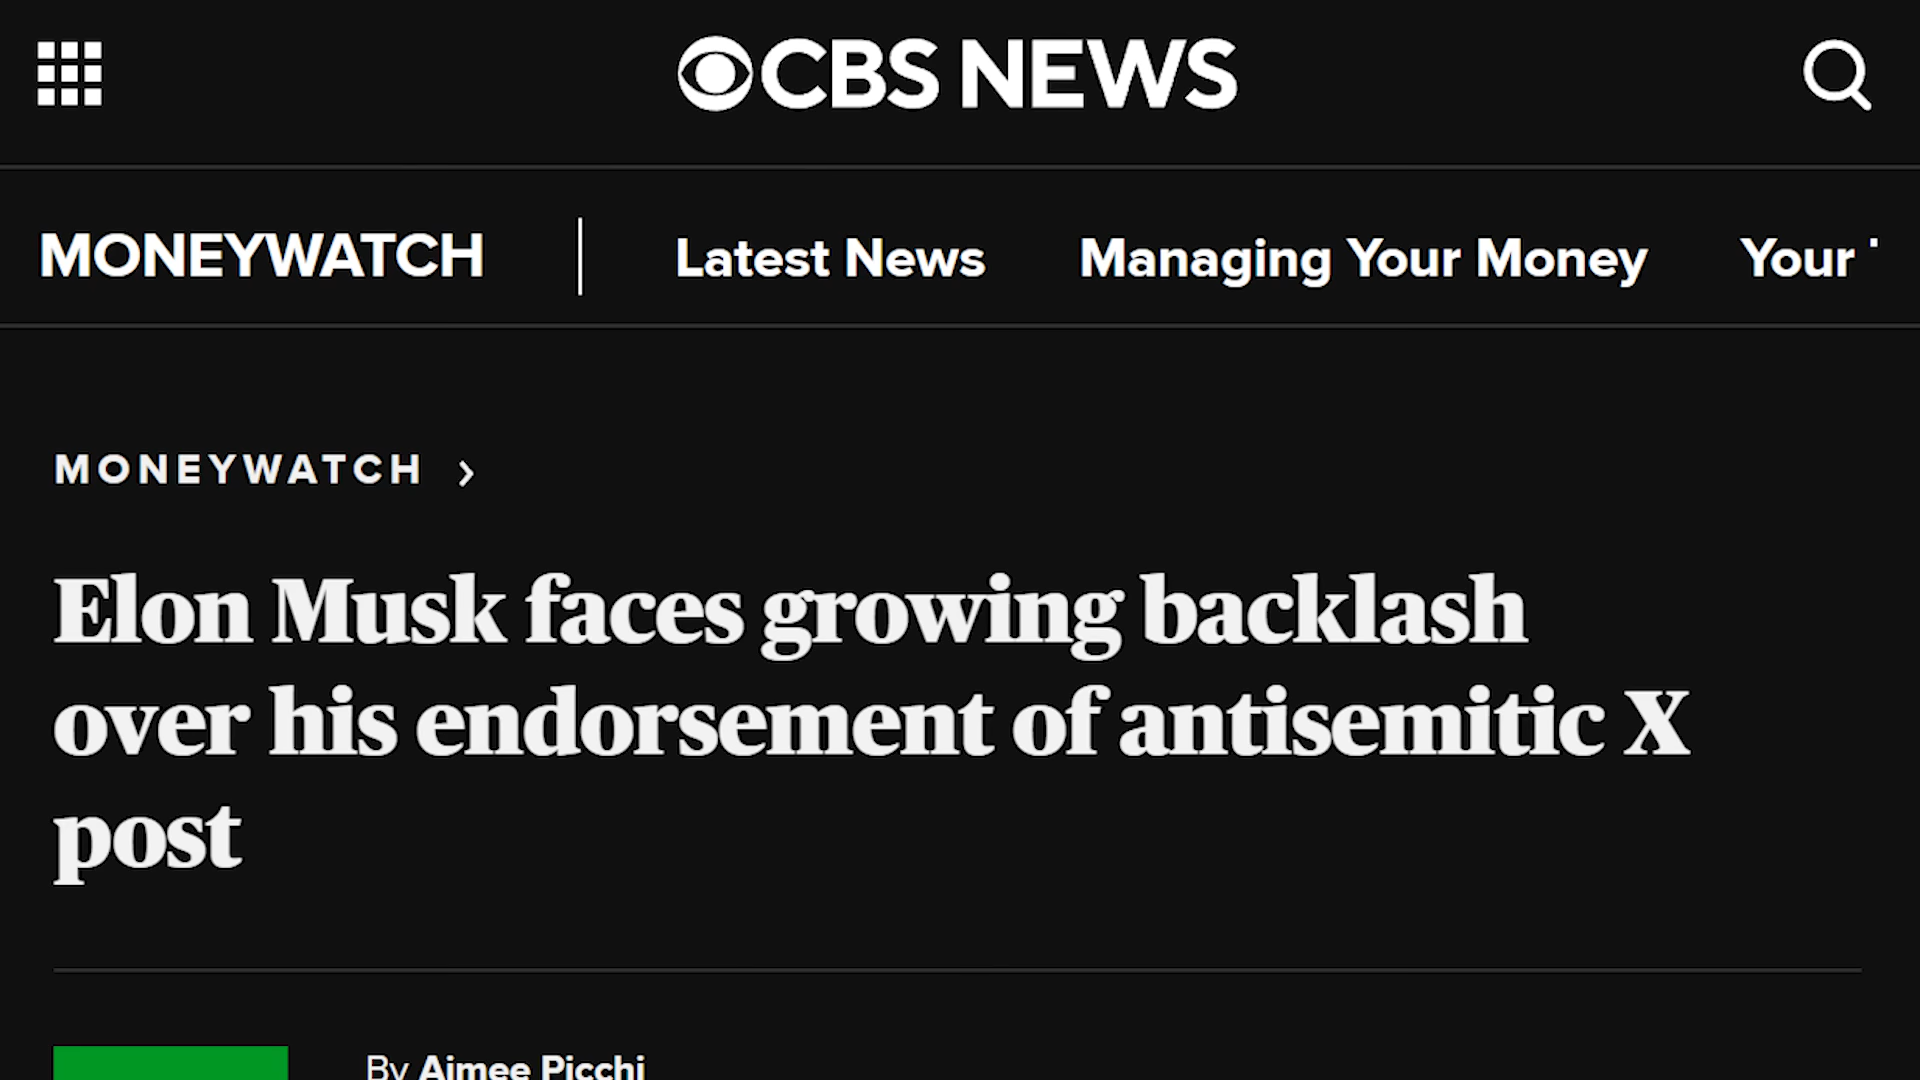 CBS NEWS
MONEYWATCH | Latest News Managing Your Money Your
MONEYWATCH >
Elon Musk faces growing backlash
over his endorsement of antisemitic X
post
By Aimee Picchi